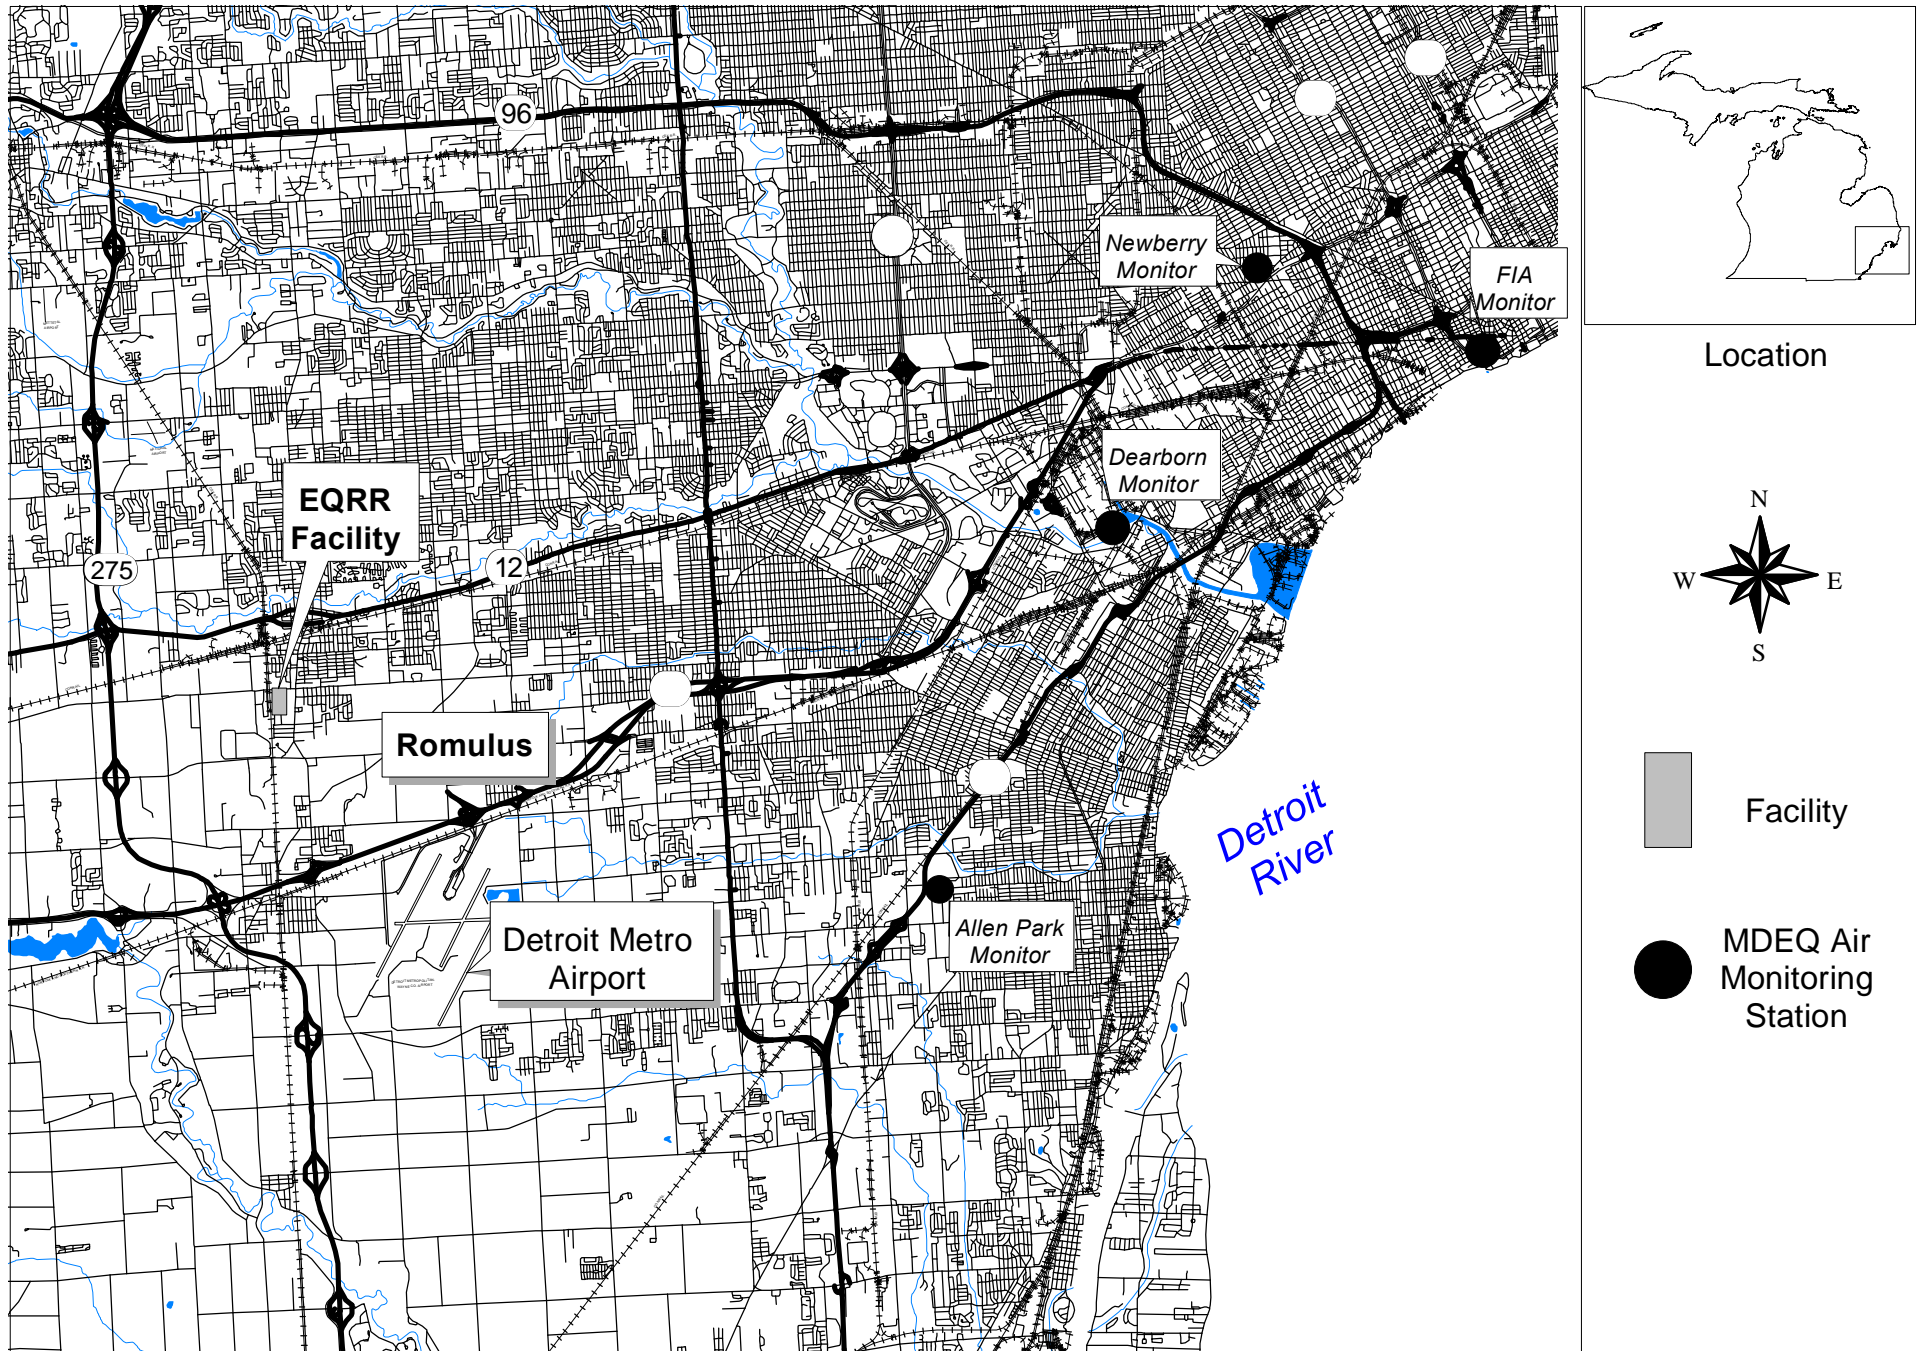 96
Newberry
Monitor
FIA
Monitor
Location
Dearborn
Monitor
EQRR
Facility
275
12
N
W
E
S
Romulus
Detroit
River
Facility
Allen Park
Monitor
Detroit Metro
Airport
MDEQ Air
Monitoring
Station